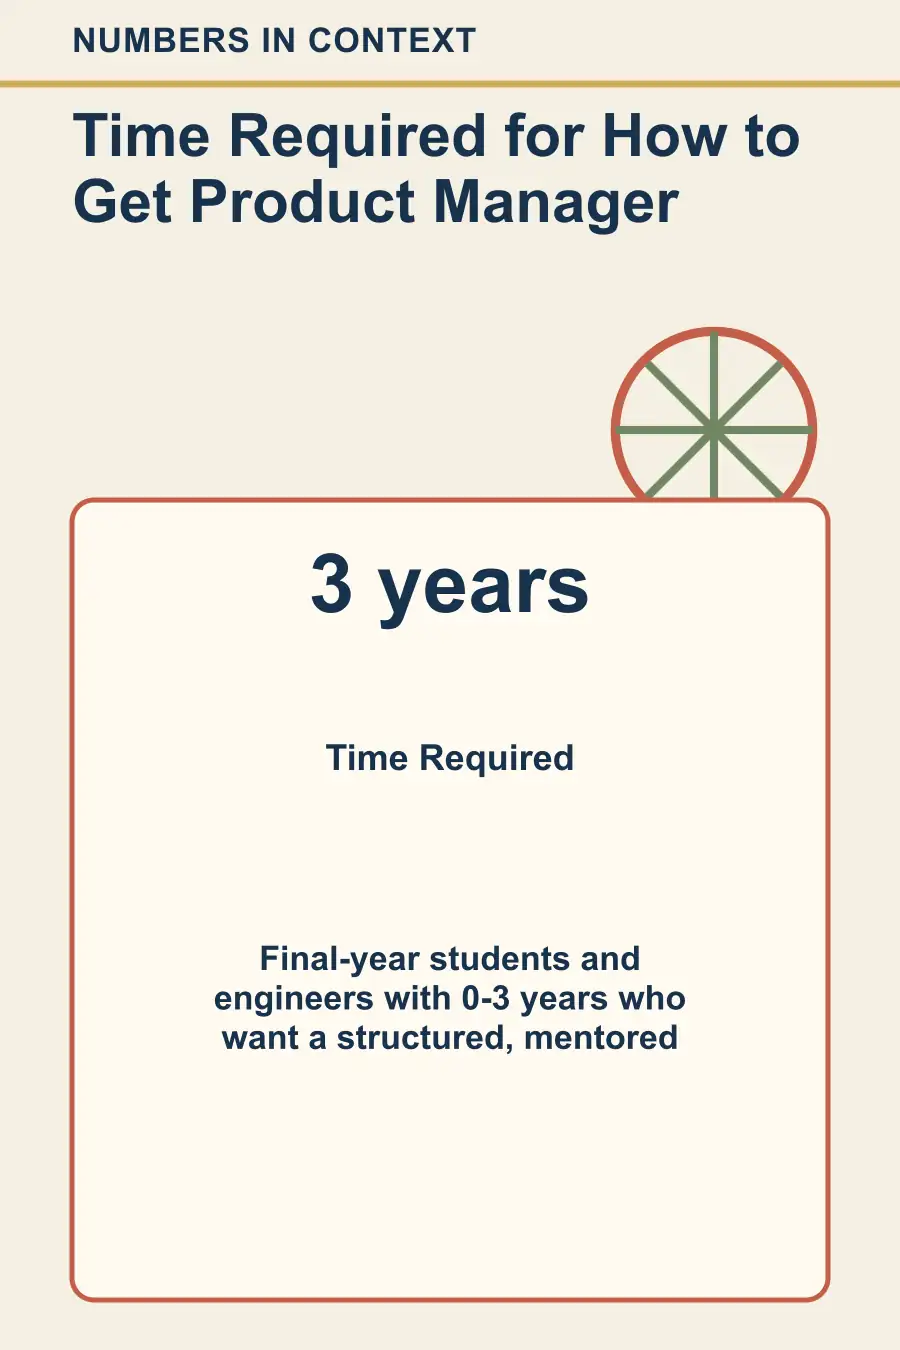 NUMBERS IN CONTEXT
Time Required for How to
Get Product Manager
3 years
Time Required
Final-year students and
engineers with 0-3 years who
want a structured, mentored